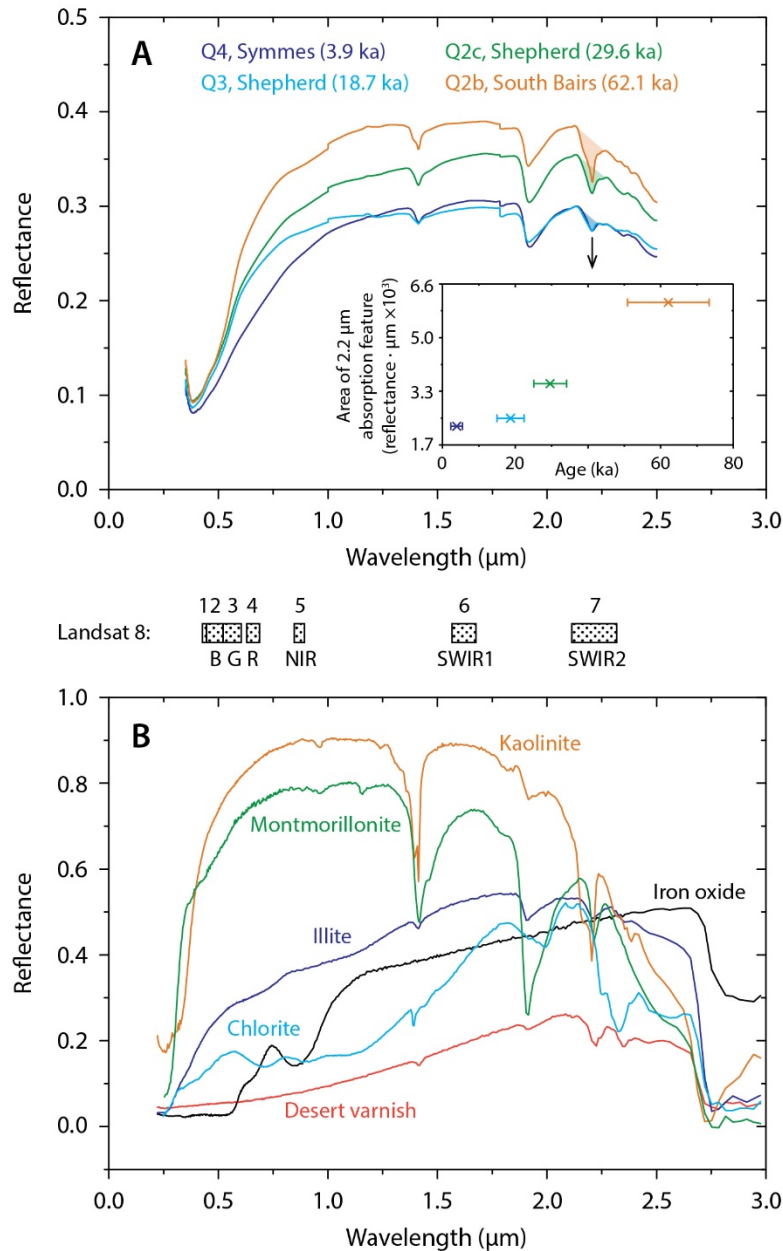 0.5
A
Q4, Symmes (3.9 ka)
Q2c, Shepherd (29.6 ka)
Q3, Shepherd (18.7 ka)
Q2b, South Bairs (62.1 ka)
0.4
0.3
0.2
0.1
0.0
Reflectance
0.0 0.5 1.0 1.5 2.0 2.5 3.0
Wavelength (µm)
Area of 2.2 µm
absorption feature
(reflectance · µm ×10³)
6.6
5.0
3.3
1.7
0 20 40 60 80
Age (ka)
Landsat 8:
12 3 4 5 6 7
B G R NIR SWIR1 SWIR2
1.0
B
Kaolinite
0.8
Montmorillonite
0.6
Iron oxide
Illite
0.4
Chlorite
0.2
Desert varnish
0.0
Reflectance
0.0 0.5 1.0 1.5 2.0 2.5 3.0
Wavelength (µm)